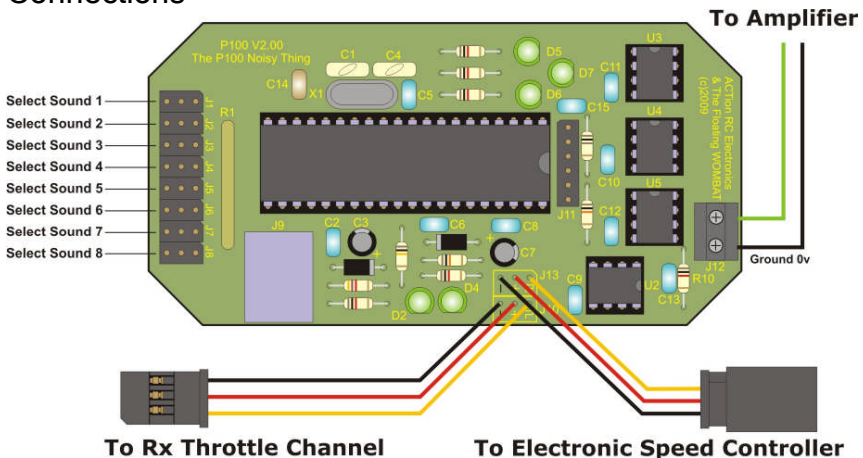 Connections
To Amplifier
P100 V2.00
The P100 Noisy Thing
C1
C4
C14
X1
C5
D5
D7
D6
C11
C15
U3
U4
U5
C10
C12
ACTion RC Electronics
& The Floating WOMBAT
(c)2009
Select Sound 1
Select Sound 2
Select Sound 3
Select Sound 4
Select Sound 5
Select Sound 6
Select Sound 7
Select Sound 8
J1
J2
J3
J4
J5
J6
J7
J8
R1
J9
C2
C3
+
C6
C8
+
C7
J11
D2
D4
J13
C9
U2
C13
R10
J12
Ground 0v
To Rx Throttle Channel
To Electronic Speed Controller